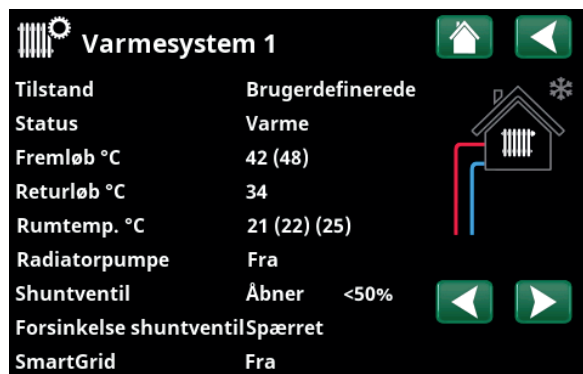 Varmesystem 1
Tilstand Brugerdefinerede
Status Varme
Fremløb °C 42 (48)
Returløb °C 34
Rumtemp. °C 21 (22) (25)
Radiatorpumpe Fra
Shuntventil Åbner <50%
Forsinkelse shuntventil Spærret
SmartGrid Fra